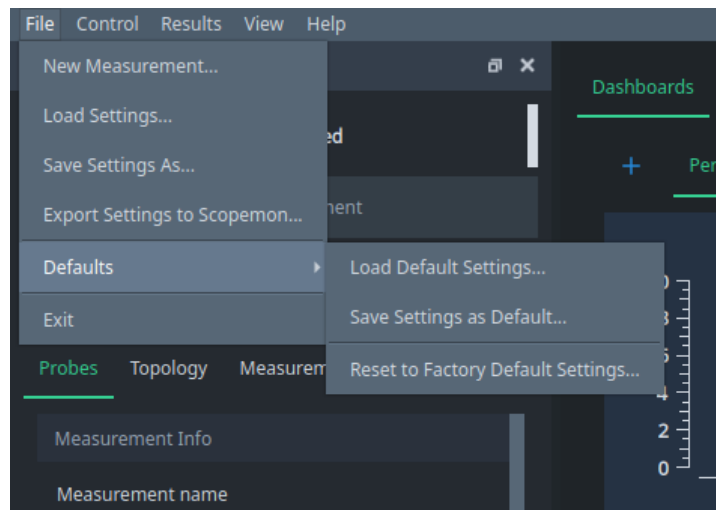 File Control Results View Help
New Measurement...
Dashboards
Load Settings...
Save Settings As...
Export Settings to Scopemon...
Defaults
Load Default Settings...
Exit
Save Settings as Default...
Reset to Factory Default Settings...
Probes Topology
Measurement Info
Measurement name
4
2
0